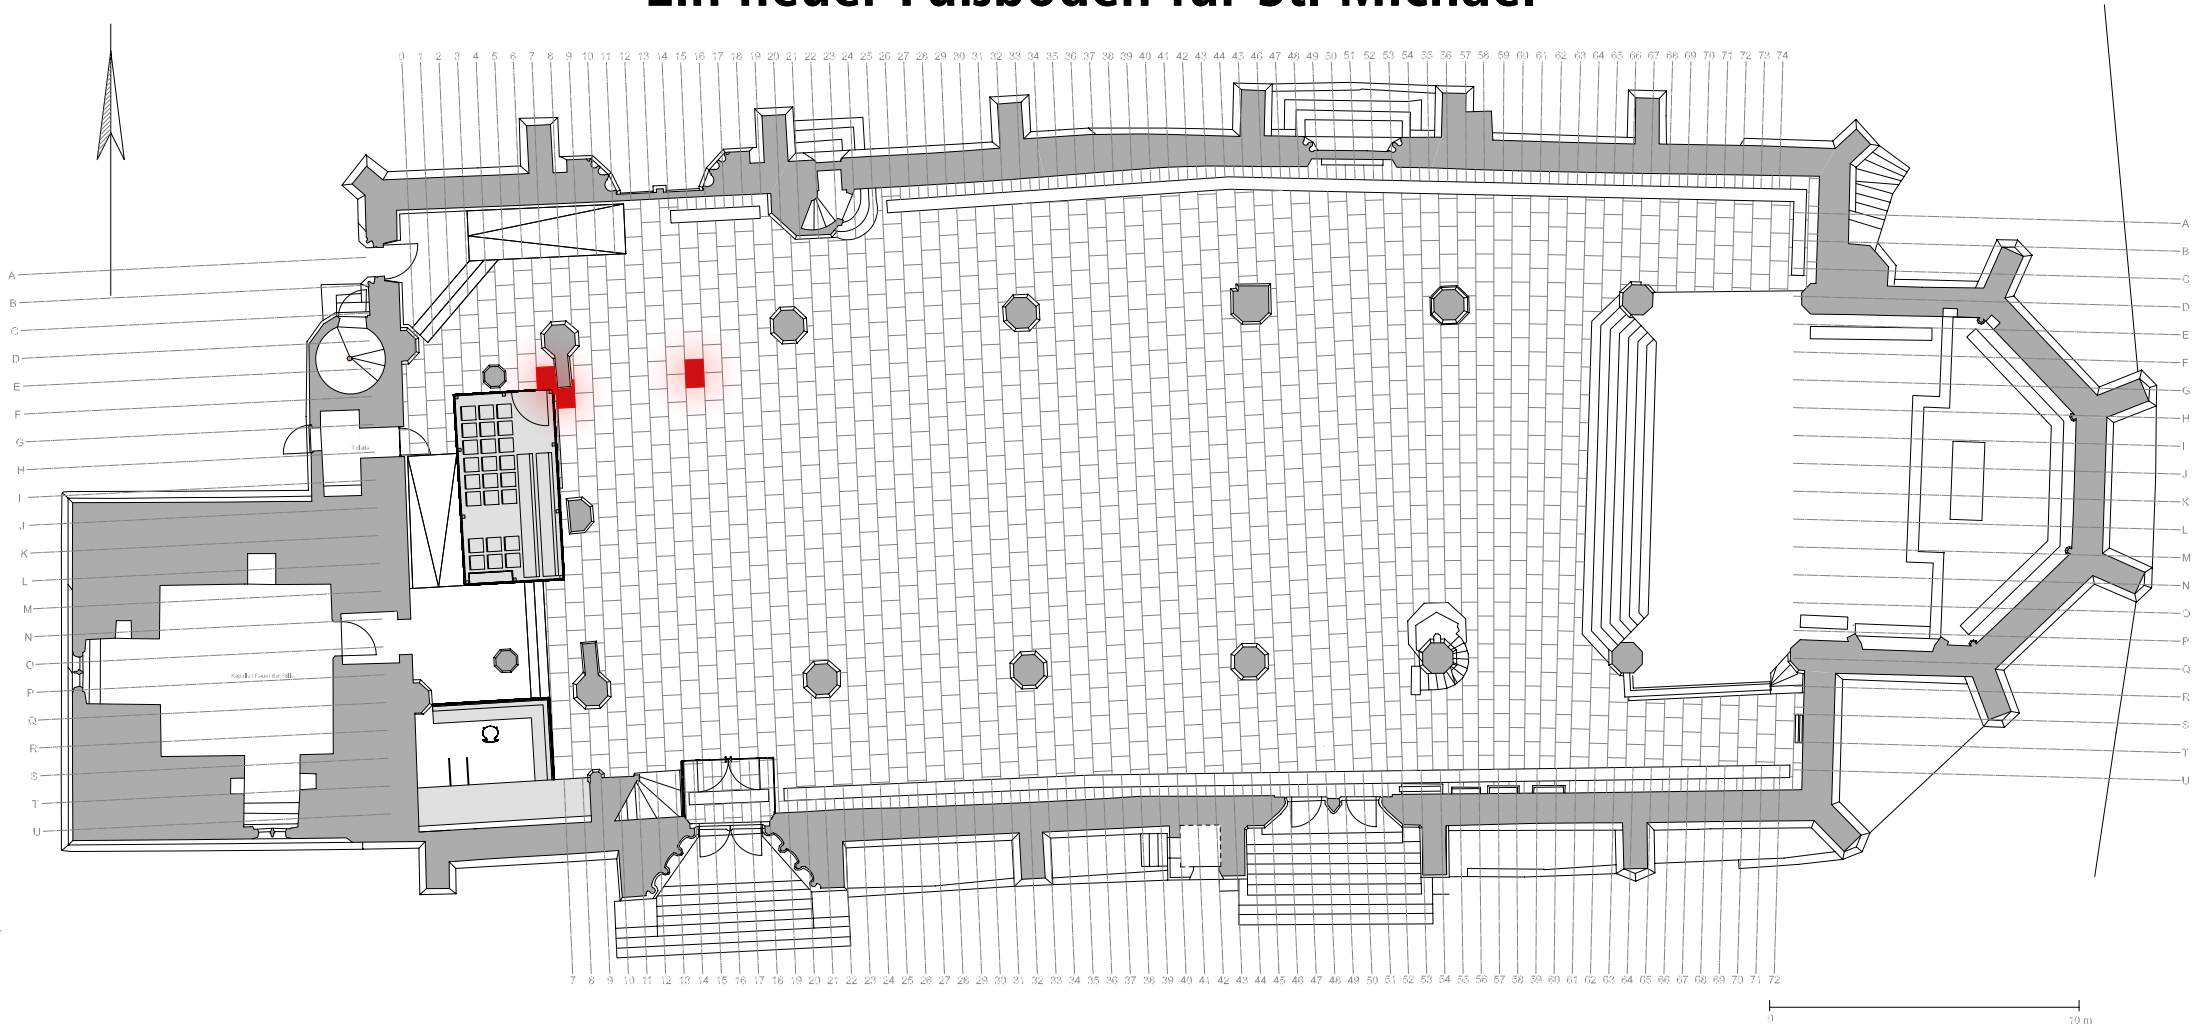 Ein neuer Fußboden für St. Michael
0 1 2 3 4 5 6 7 8 9 10 11 12 13 14 15 16 17 18 19 20 21 22 23 24 25 26 27 28 29 30 31 32 33 34 35 36 37 38 39 40 41 42 43 44 45 46 47 48 49 50 51 52 53 54 55 56 57 58 59 60 61 62 63 64 65 66 67 68 69 70 71 72 73 74
A
B
C
D
E
F
G
H
I
J
K
L
M
N
O
P
Q
R
S
T
U
Kapelle / Raum der Stille
A
B
C
D
E
F
G
H
I
J
K
L
M
N
O
P
Q
R
S
T
U
7 8 9 10 11 12 13 14 15 16 17 18 19 20 21 22 23 24 25 26 27 28 29 30 31 32 33 34 35 36 37 38 39 40 41 42 43 44 45 46 47 48 49 50 51 52 53 54 55 56 57 58 59 60 61 62 63 64 65 66 67 68 69 70 71 72
0 10 m